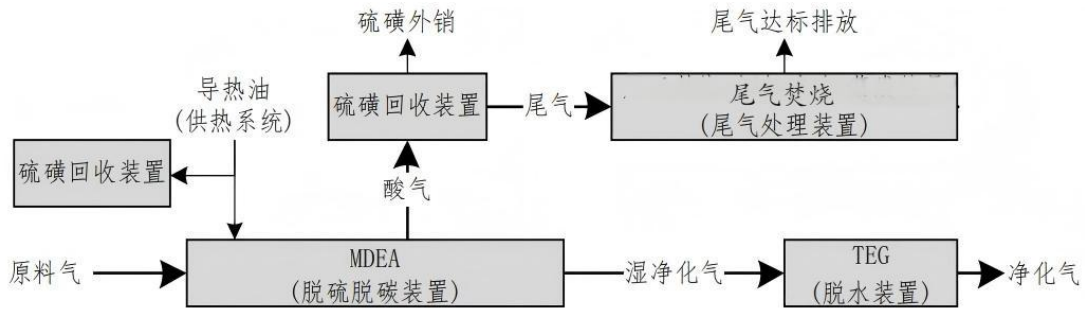 硫磺外销
尾气达标排放
导热油
(供热系统)
硫磺回收装置
尾气
尾气焚烧
(尾气处理装置)
硫磺回收装置
酸气
原料气
MDEA
(脱硫脱碳装置)
湿净化气
TEG
(脱水装置)
净化气